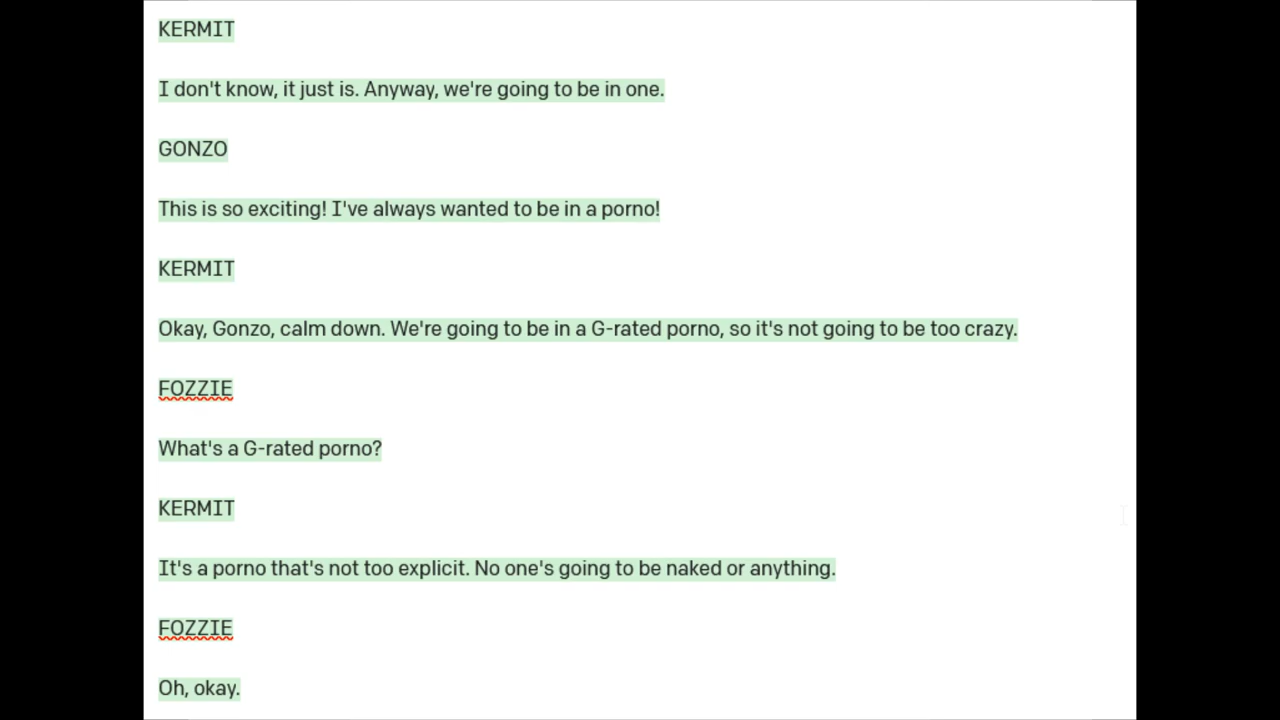 KERMIT
I don't know, it just is. Anyway, we're going to be in one.
GONZO
This is so exciting! I've always wanted to be in a porno!
KERMIT
Okay, Gonzo, calm down. We're going to be in a G-rated porno, so it's not going to be too crazy.
FOZZIE
What's a G-rated porno?
KERMIT
It's a porno that's not too explicit. No one's going to be naked or anything.
FOZZIE
Oh, okay.